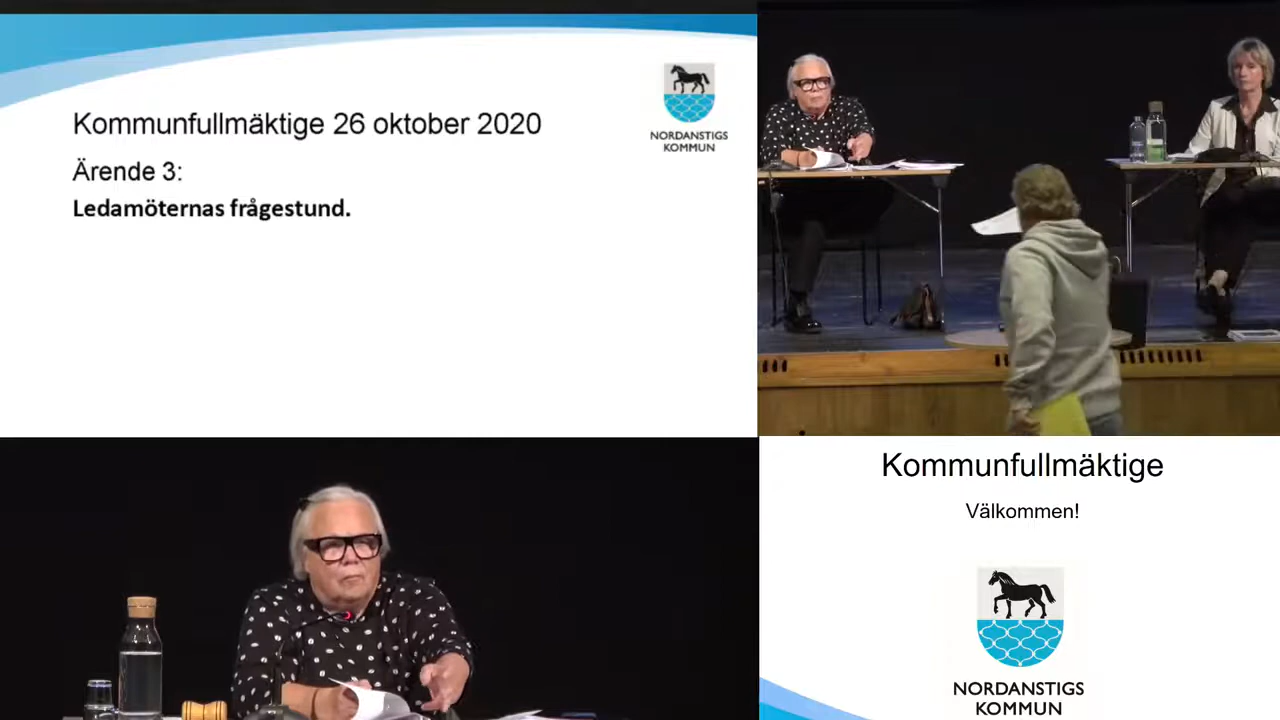 Kommunfullmäktige 26 oktober 2020
Ärende 3:
Ledamöternas frågestund.
NORDANSTIGS
KOMMUN
Kommunfullmäktige
Välkommen!
NORDANSTIGS
KOMMUN